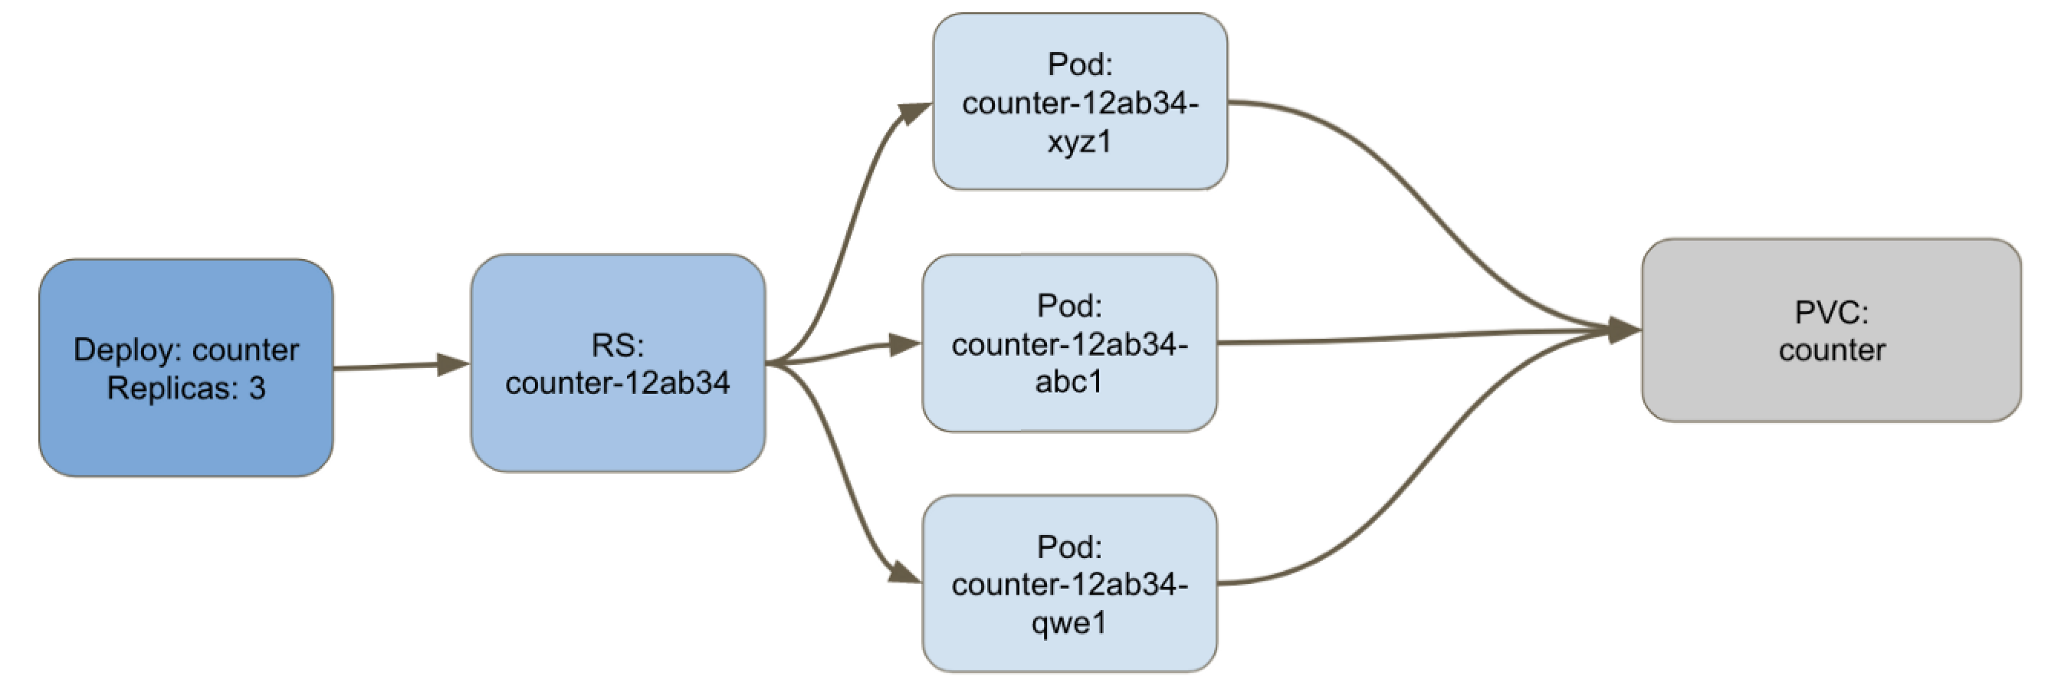 Deploy: counter
Replicas: 3
RS:
counter-12ab34
Pod:
counter-12ab34-
xyz1
Pod:
counter-12ab34-
abc1
Pod:
counter-12ab34-
qwe1
PVC:
counter